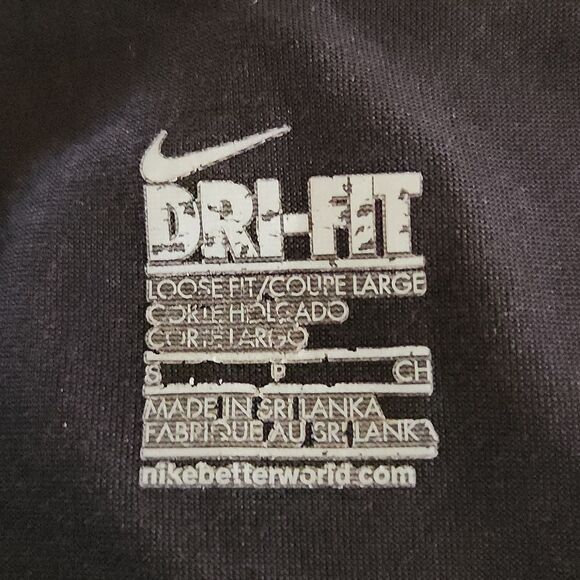 DRI-FIT
LOOSE FIT/COUPE LARGE
CORTE HOLGADO
CORTE LARGO
S P CH
MADE IN SRI LANKA
FABRIQUE AU SRI LANKA
nikebetterworld.com